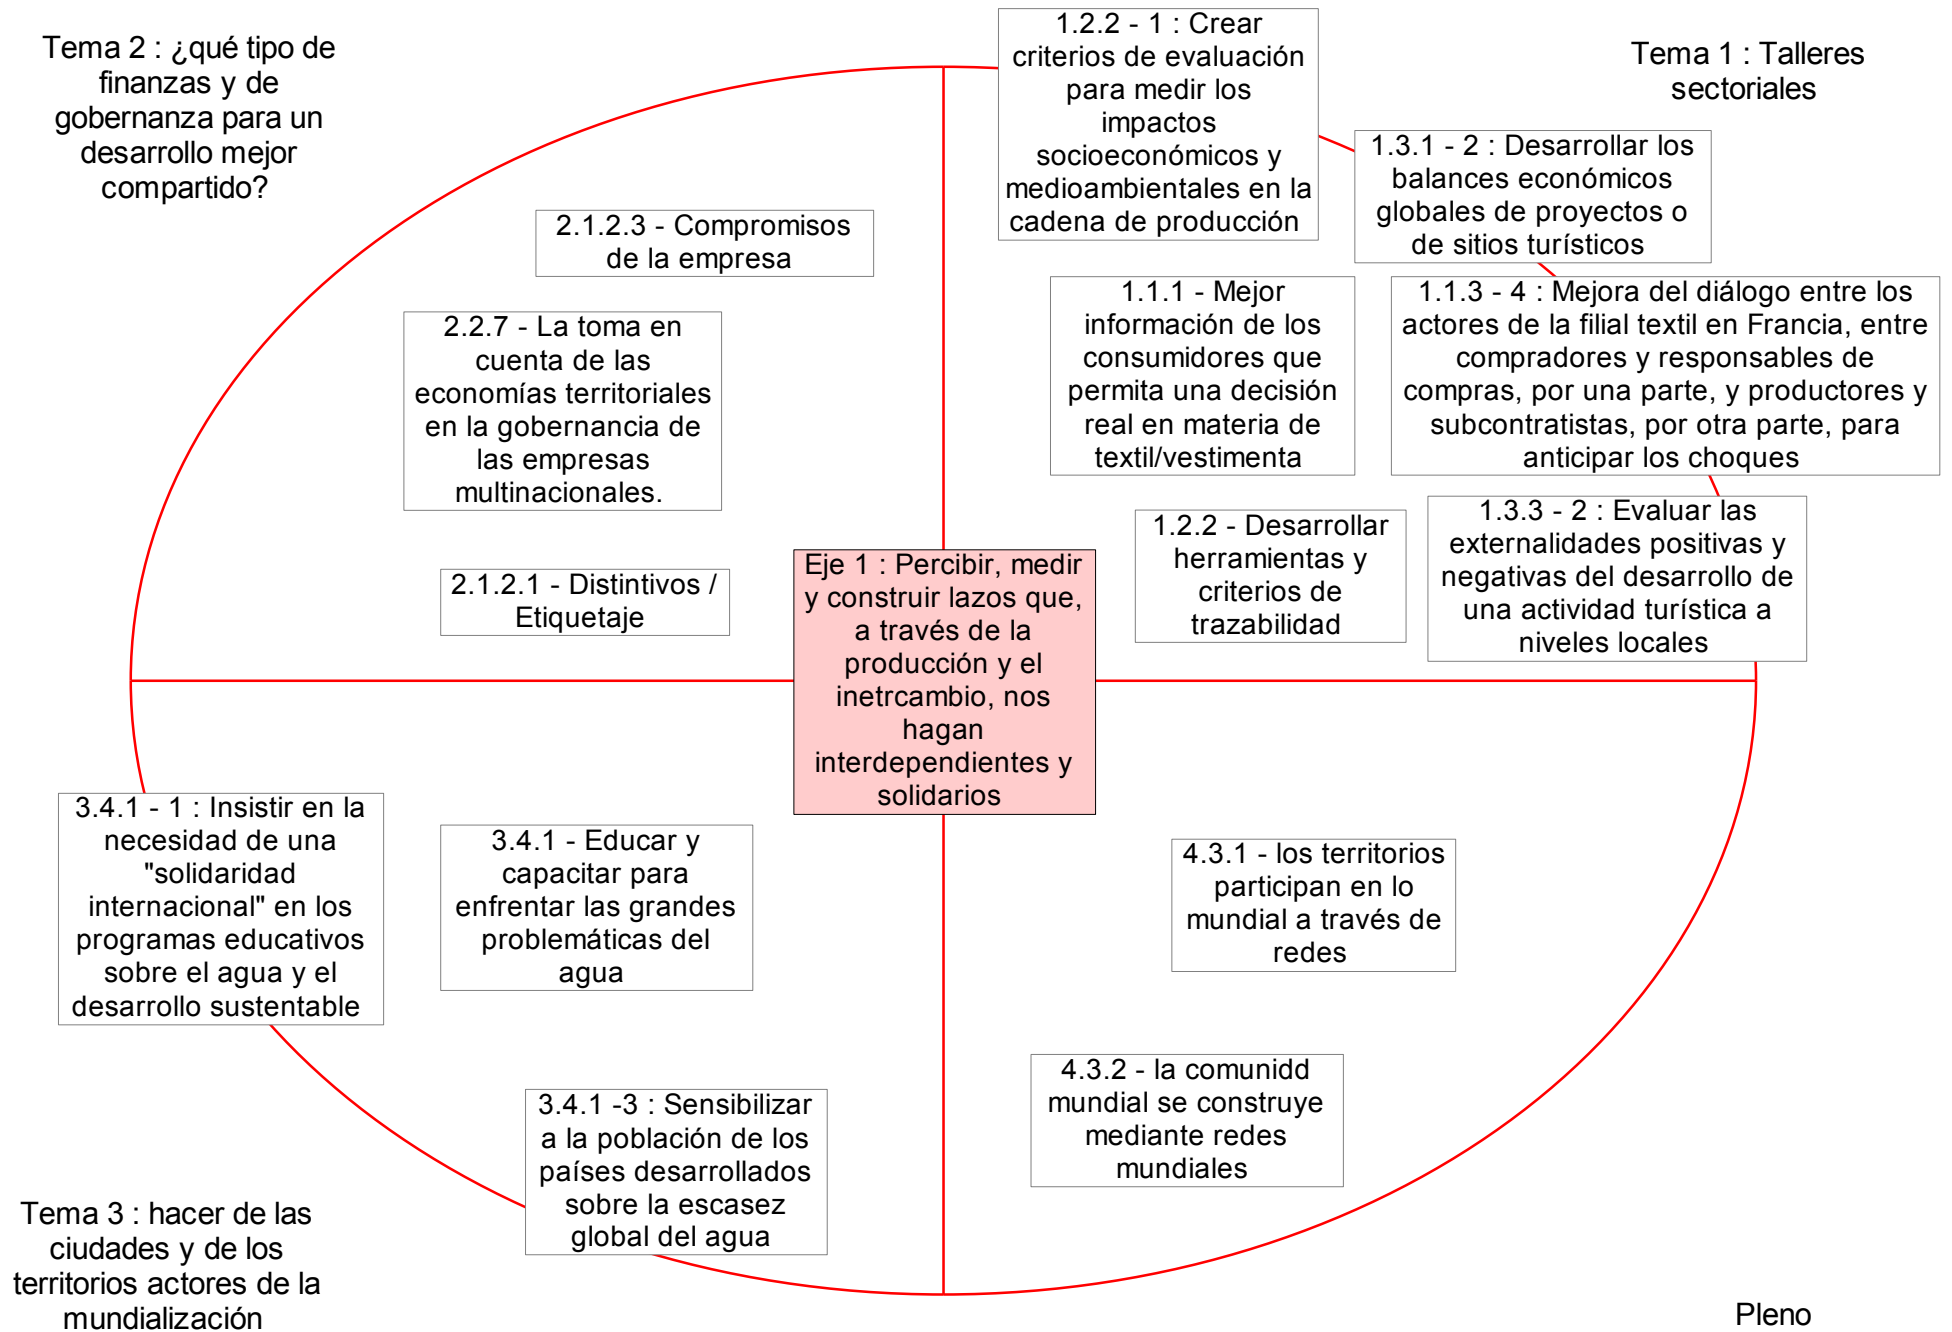 Tema 2 : ¿qué tipo de
finanzas y de
gobernanza para un
desarrollo mejor
compartido?
1.2.2 - 1 : Crear
criterios de evaluación
para medir los
impactos
socioeconómicos y
medioambientales en la
cadena de producción
Tema 1 : Talleres
sectoriales
1.3.1 - 2 : Desarrollar los
balances económicos
globales de proyectos o
de sitios turísticos
2.1.2.3 - Compromisos
de la empresa
1.1.1 - Mejor
información de los
consumidores que
permita una decisión
real en materia de
textil/vestimenta
1.1.3 - 4 : Mejora del diálogo entre los
actores de la filial textil en Francia, entre
compradores y responsables de
compras, por una parte, y productores y
subcontratistas, por otra parte, para
anticipar los choques
2.2.7 - La toma en
cuenta de las
economías territoriales
en la gobernancia de
las empresas
multinacionales.
1.2.2 - Desarrollar
herramientas y
criterios de
trazabilidad
1.3.3 - 2 : Evaluar las
externalidades positivas y
negativas del desarrollo de
una actividad turística a
niveles locales
2.1.2.1 - Distintivos /
Etiquetaje
Eje 1 : Percibir, medir
y construir lazos que,
a través de la
producción y el
inetrcambio, nos
hagan
interdependientes y
solidarios
3.4.1 - 1 : Insistir en la
necesidad de una
"solidaridad
internacional" en los
programas educativos
sobre el agua y el
desarrollo sustentable
3.4.1 - Educar y
capacitar para
enfrentar las grandes
problemáticas del
agua
4.3.1 - los territorios
participan en lo
mundial a través de
redes
4.3.2 - la comunidd
mundial se construye
mediante redes
mundiales
3.4.1 -3 : Sensibilizar
a la población de los
países desarrollados
sobre la escasez
global del agua
Tema 3 : hacer de las
ciudades y de los
territorios actores de la
mundialización
Pleno